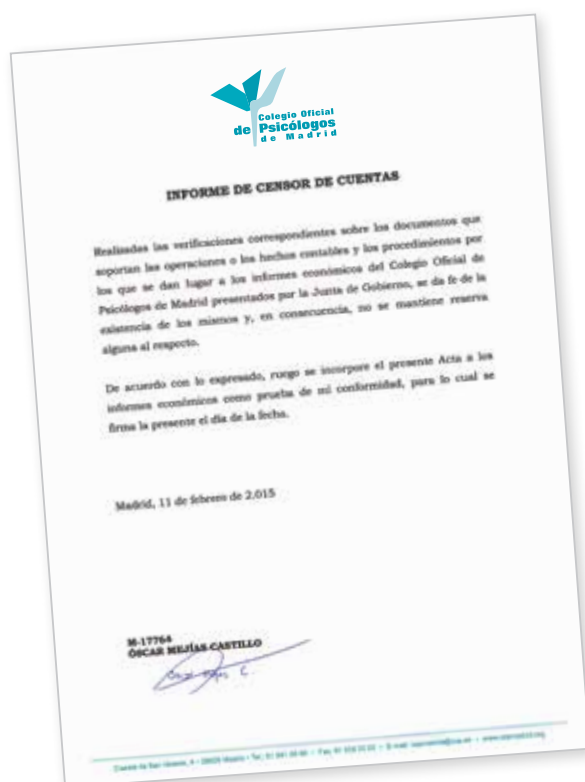 Colegio Oficial
de Psicólogos
de Madrid
INFORME DE CENSOR DE CUENTAS
Realizadas las verificaciones correspondientes sobre los documentos que
soportan las operaciones o los hechos contables y los procedimientos por
los que se dan lugar a los informes económicos del Colegio Oficial de
Psicólogos de Madrid presentados por la Junta de Gobierno, se da fe de la
existencia de los mismos y, en consecuencia, no se mantiene reserva
alguna al respecto.
De acuerdo con lo expresado, ruego se incorpore el presente Acta a los
informes económicos como prueba de mi conformidad, para lo cual se
firma la presente el día de la fecha.
Madrid, 11 de febrero de 2.015
M-17764
ÓSCAR MEJÍAS CASTILLO